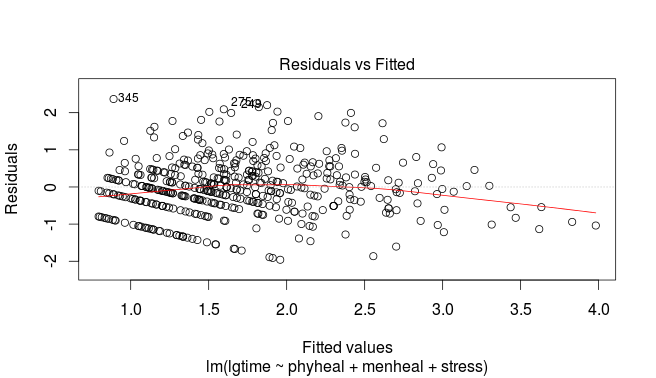 Residuals vs Fitted
Residuals
2
1
0
-1
-2
345
275
249
1.0 1.5 2.0 2.5 3.0 3.5 4.0
Fitted values
lm(lgtime ~ phyheal + menheal + stress)